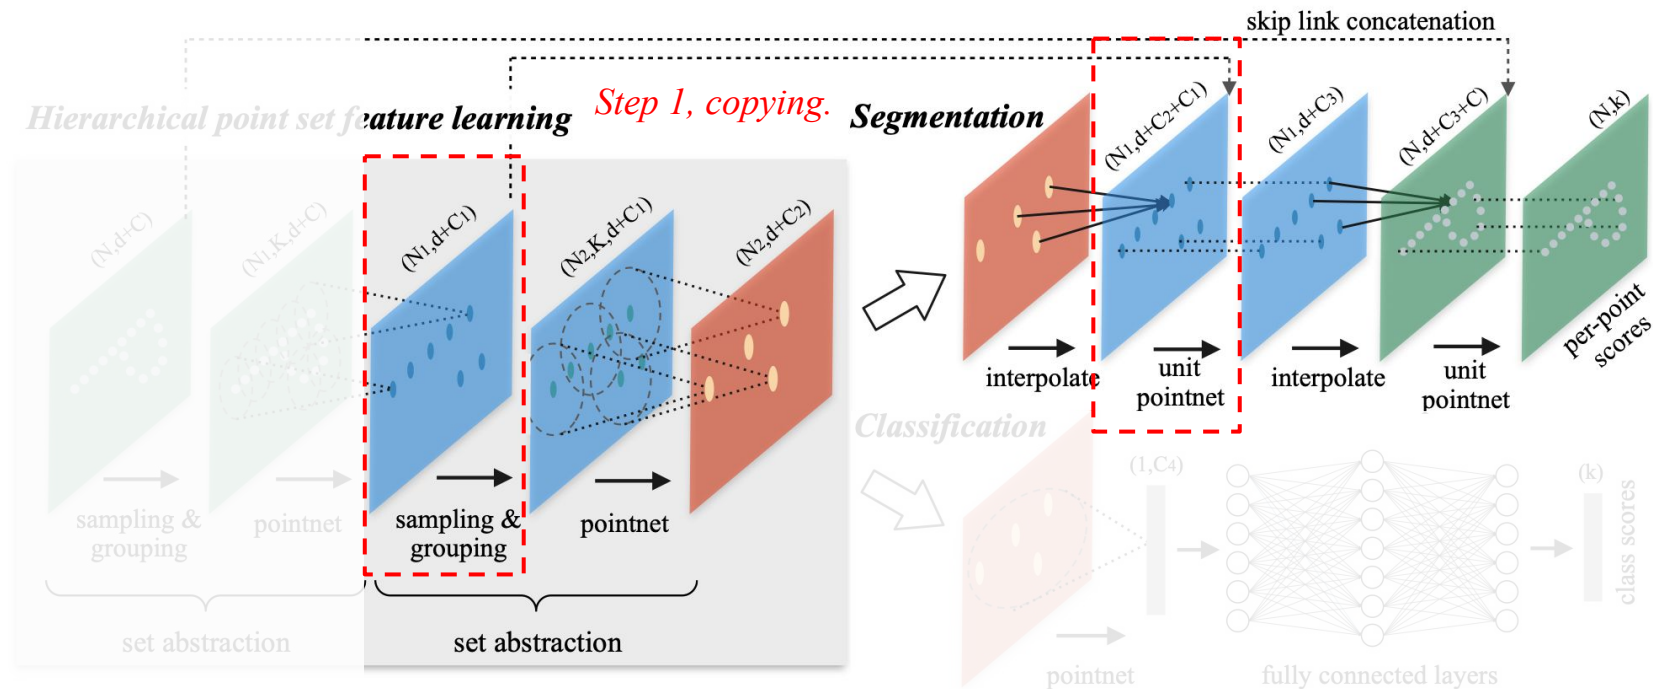 skip link concatenation
Hierarchical point set feature learning
Step 1, copying.
Segmentation
(N,d+C)
(N1,K,d+C)
(N1,d+C1)
(N2,K,d+C1)
(N2,d+C2)
(N1,d+C2+C1)
(N1,d+C3)
(N,d+C3+C)
(N,k)
per-point
scores
interpolate
unit
pointnet
interpolate
unit
pointnet
sampling &
grouping
pointnet
sampling &
grouping
pointnet
set abstraction
set abstraction
Classification
(1,C4)
(k)
class scores
pointnet
fully connected layers